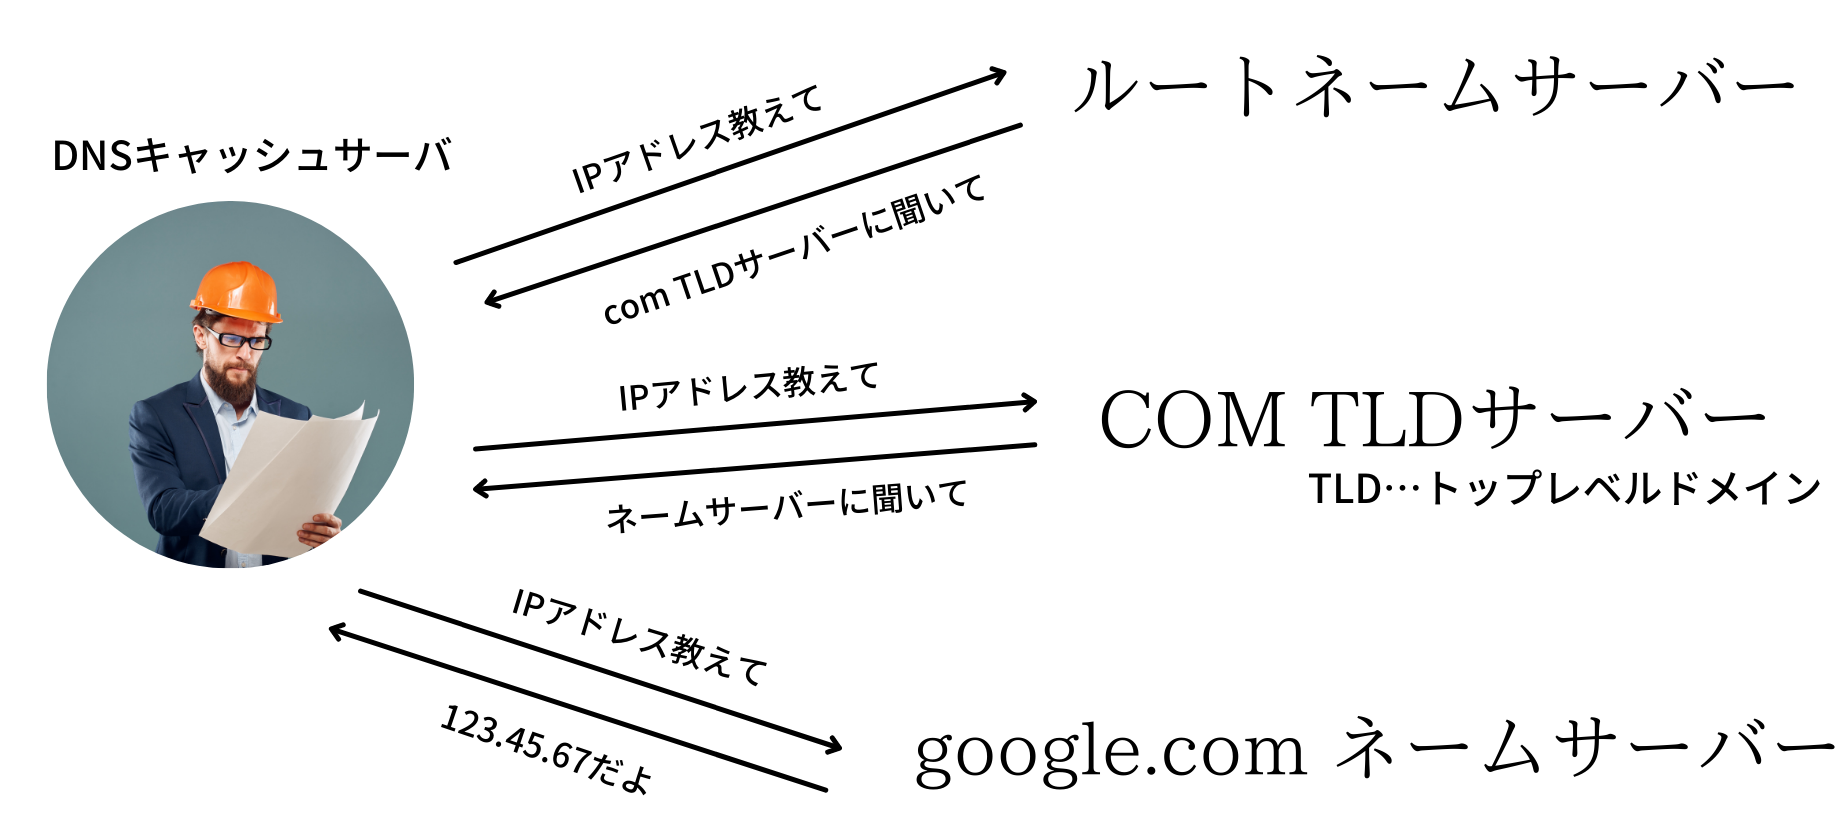 ルートネームサーバー
DNSキャッシュサーバ
IPアドレス教えて
com TLDサーバーに聞いて
IPアドレス教えて
COM TLDサーバー
TLD…トップレベルドメイン
ネームサーバーに聞いて
IPアドレス教えて
123.45.67だよ
google.com ネームサーバー